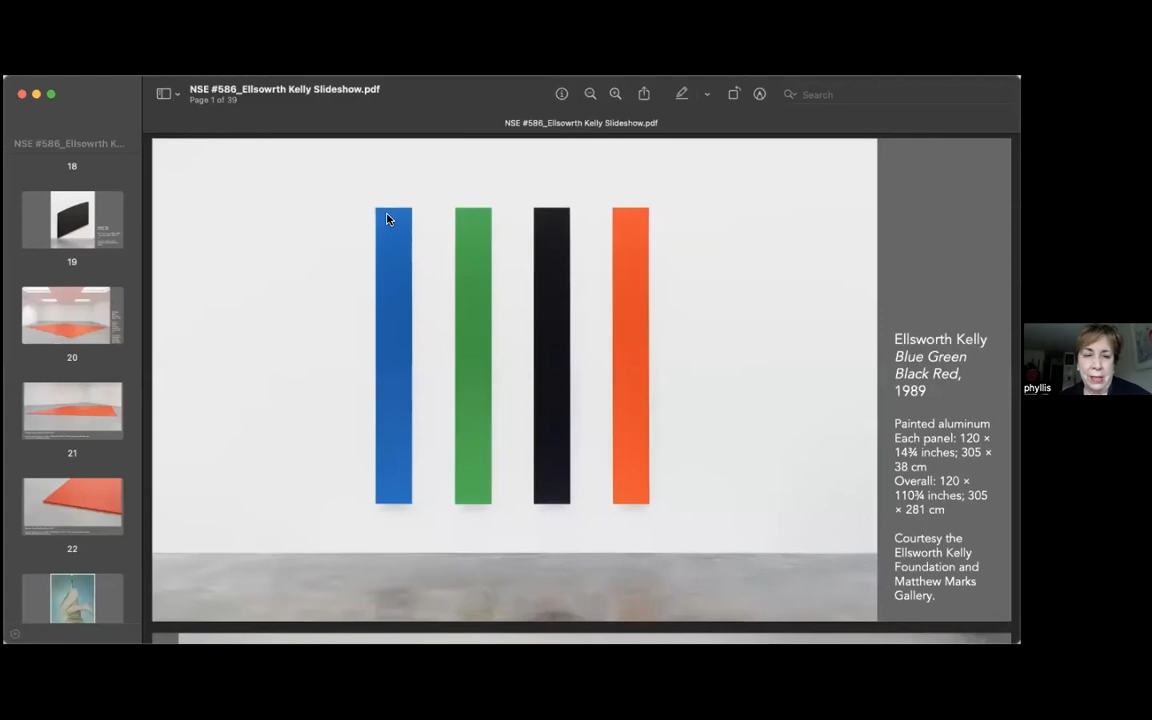 NSE #586_Ellsowrth Kelly Slideshow.pdf
Page 1 of 39
Search
NSE #586_Ellsowrth Kelly Slideshow.pdf
NSE #586_Ellsowrth K...
18
19
20
21
22
Ellsworth Kelly
Blue Green
Black Red,
1989
Painted aluminum
Each panel: 120 ×
14¾ inches; 305 ×
38 cm
Overall: 120 ×
110¾ inches; 305
× 281 cm
Courtesy the
Ellsworth Kelly
Foundation and
Matthew Marks
Gallery.
phyllis